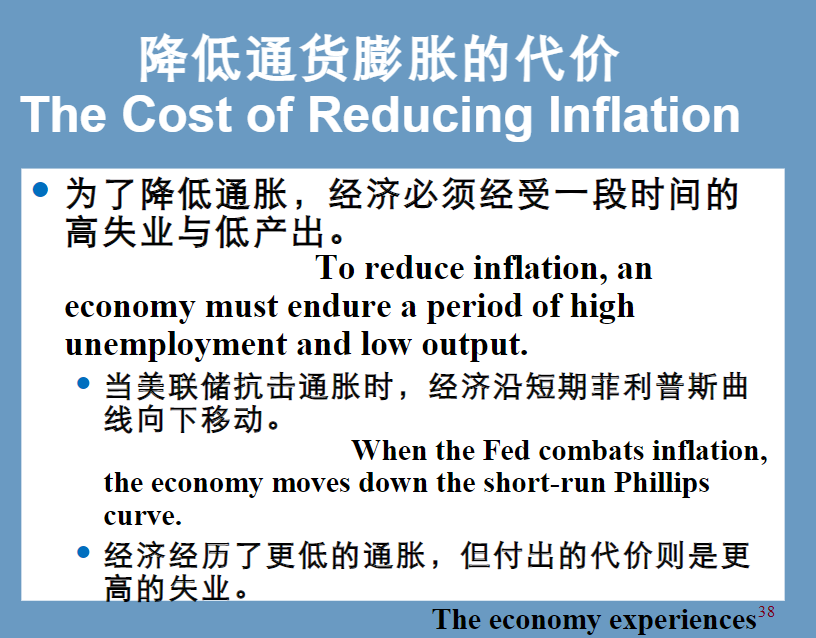 降低通货膨胀的代价
The Cost of Reducing Inflation
为了降低通胀，经济必须经受一段时间的
高失业与低产出。
To reduce inflation, an
economy must endure a period of high
unemployment and low output.
当美联储抗击通胀时，经济沿短期菲利普斯曲
线向下移动。
When the Fed combats inflation,
the economy moves down the short-run Phillips
curve.
经济经历了更低的通胀，但付出的代价则是更
高的失业。
The economy experiences
38